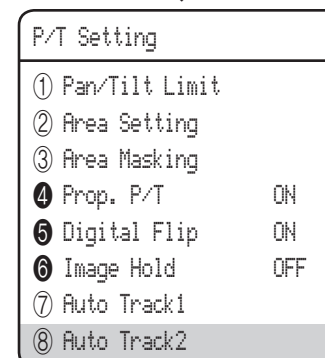 P/T Setting
① Pan/Tilt Limit
② Area Setting
③ Area Masking
❹ Prop. P/T ON
❺ Digital Flip ON
❻ Image Hold OFF
⑦ Auto Track1
⑧ Auto Track2